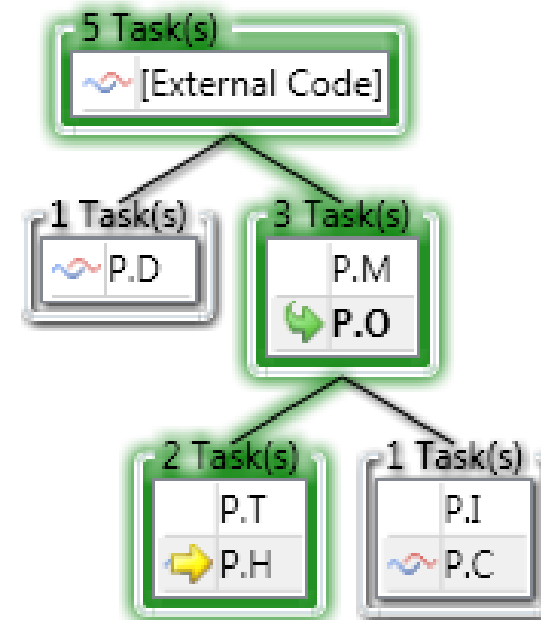 5 Task(s)
[External Code]
1 Task(s)
P.D
3 Task(s)
P.M
P.O
2 Task(s)
P.T
P.H
1 Task(s)
P.I
P.C